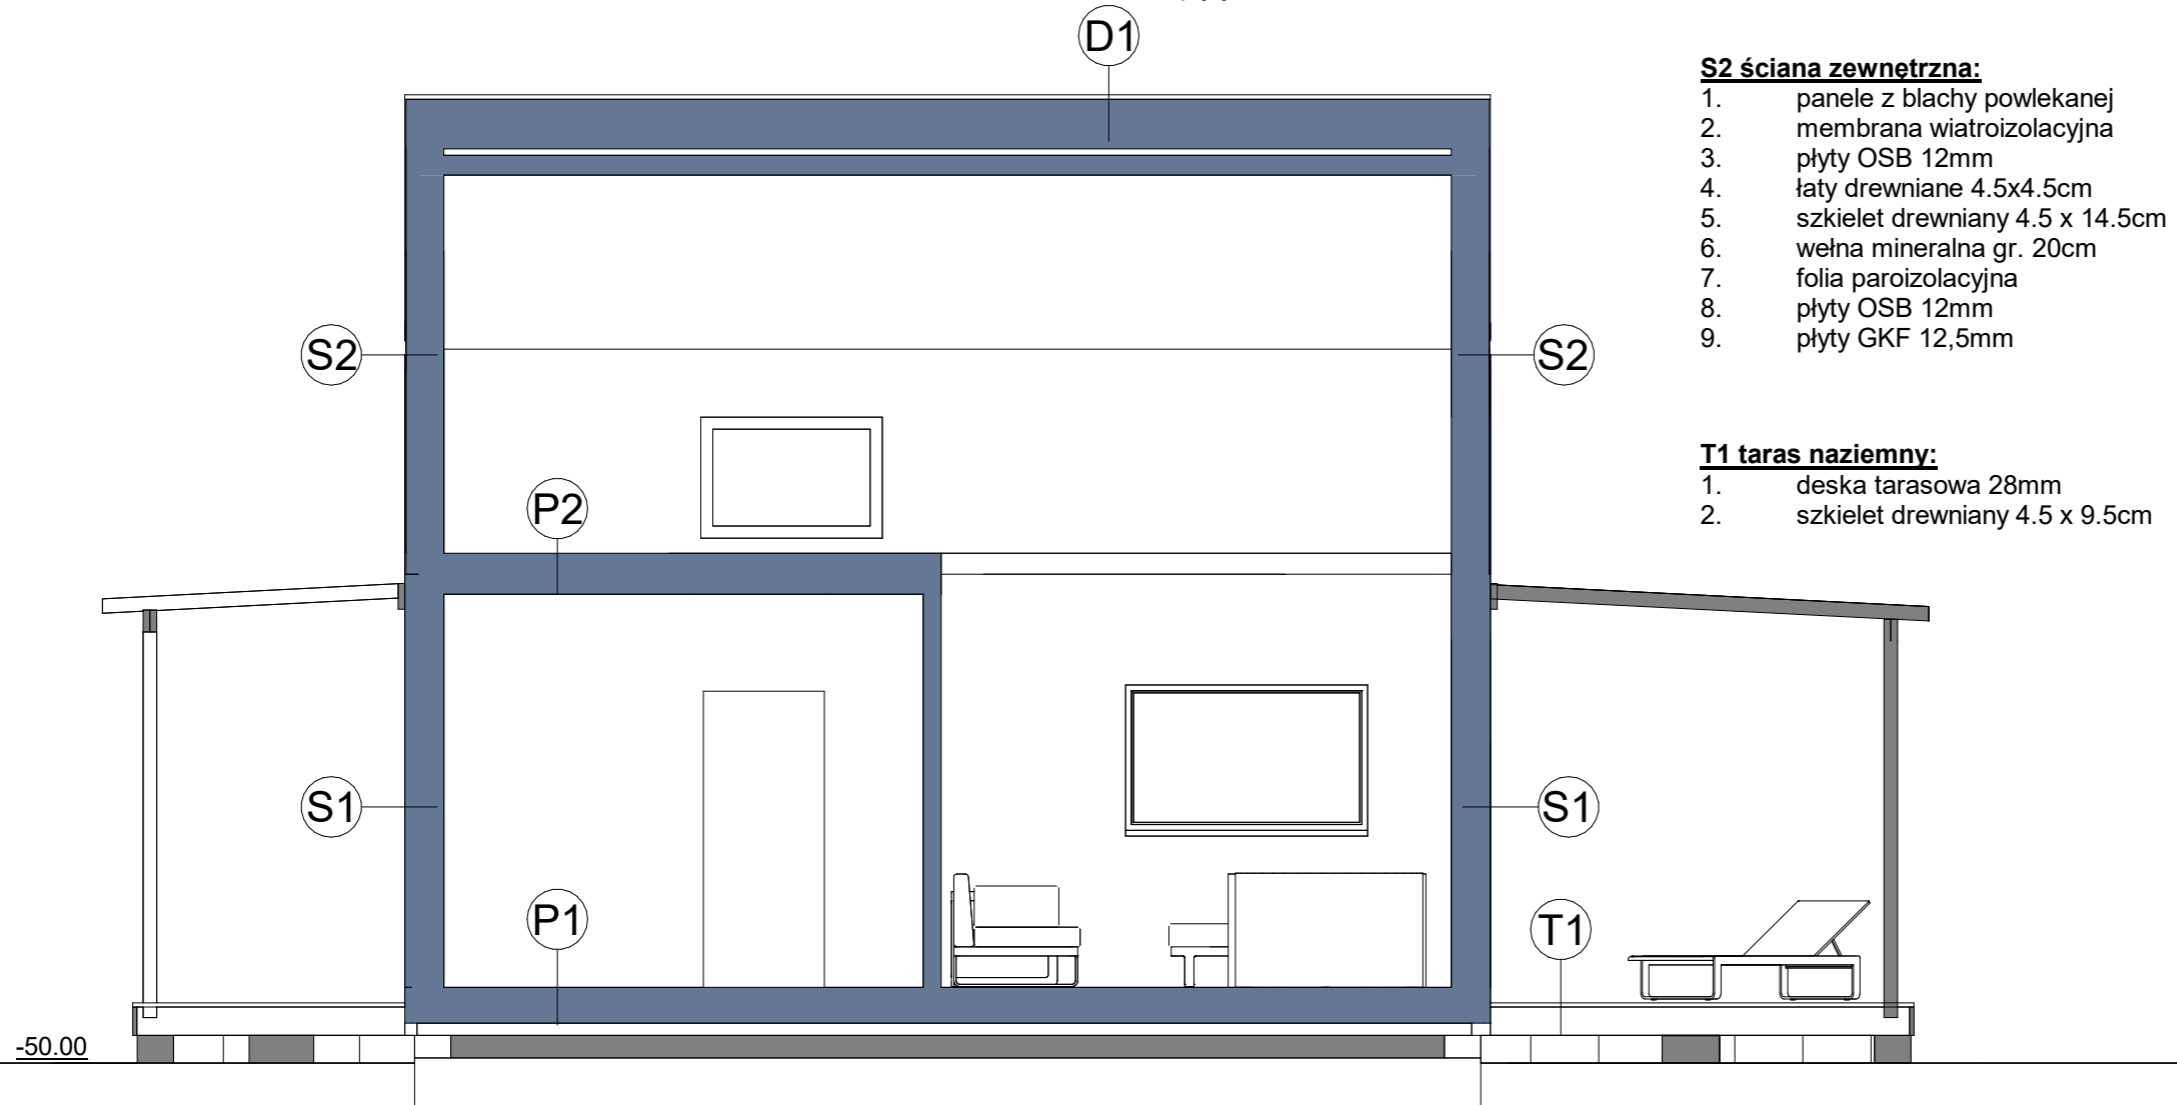 D1
S2 ściana zewnętrzna:
1. panele z blachy powlekanej
2. membrana wiatroizolacyjna
3. płyty OSB 12mm
4. łaty drewniane 4.5x4.5cm
5. szkielet drewniany 4.5 x 14.5cm
6. wełna mineralna gr. 20cm
7. folia paroizolacyjna
8. płyty OSB 12mm
9. płyty GKF 12,5mm
S2
S2
T1 taras naziemny:
1. deska tarasowa 28mm
2. szkielet drewniany 4.5 x 9.5cm
P2
S1
S1
P1
T1
-50.00